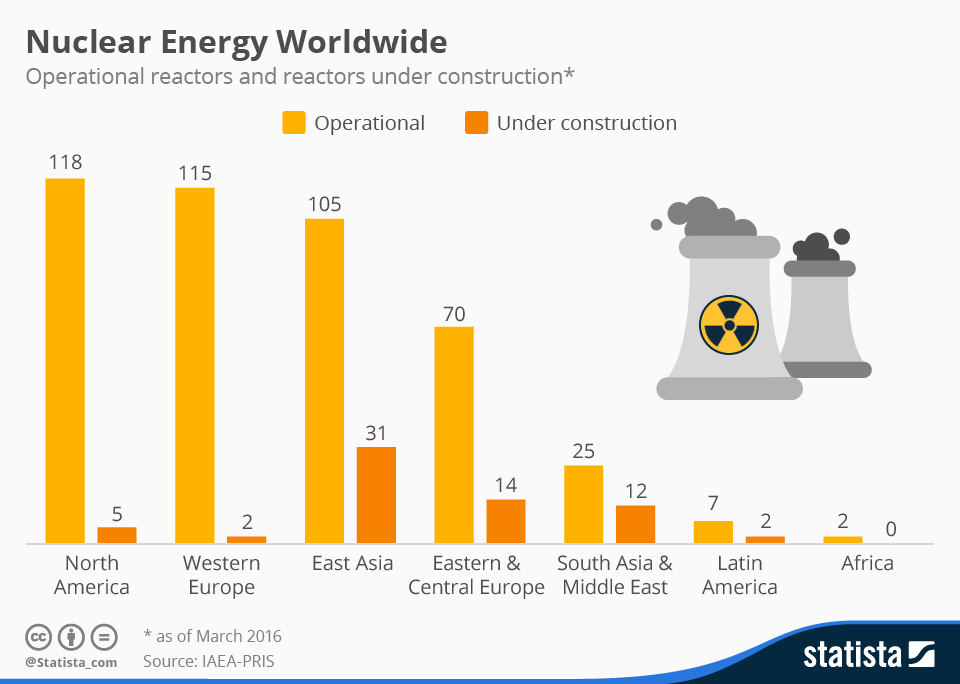 Nuclear Energy Worldwide
Operational reactors and reactors under construction*
Operational Under construction
118
5
115
2
105
31
70
14
25
12
7
2
2
0
North
America
Western
Europe
East Asia
Eastern &
Central Europe
South Asia &
Middle East
Latin
America
Africa
cc
@Statista_com
* as of March 2016
Source: IAEA-PRIS
statista